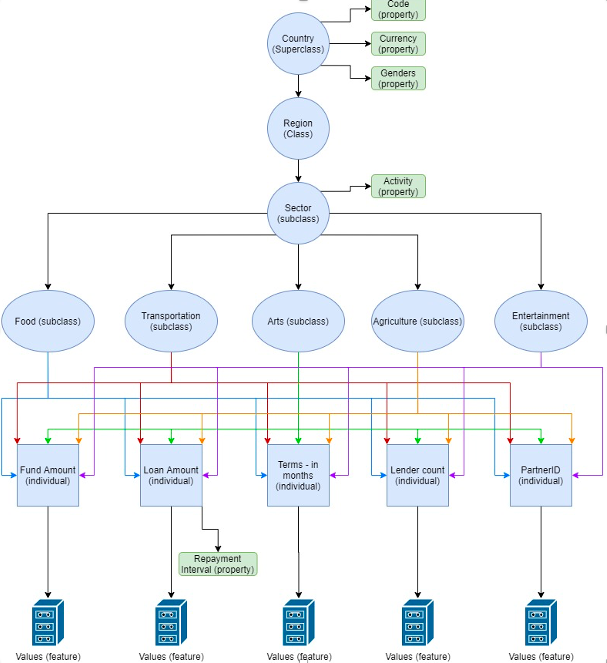 Code
(property)
Country
(Superclass)
Currency
(property)
Genders
(property)
Region
(Class)
Activity
(property)
Sector
(subclass)
Food (subclass)
Transportation
(subclass)
Arts (subclass)
Agriculture (subclass)
Entertainment
(subclass)
Fund Amount
(individual)
Loan Amount
(individual)
Terms - in
months
(individual)
Lender count
(individual)
PartnerID
(individual)
Repayment
Interval (property)
Values (feature)
Values (feature)
Values (feature)
Values (feature)
Values (feature)